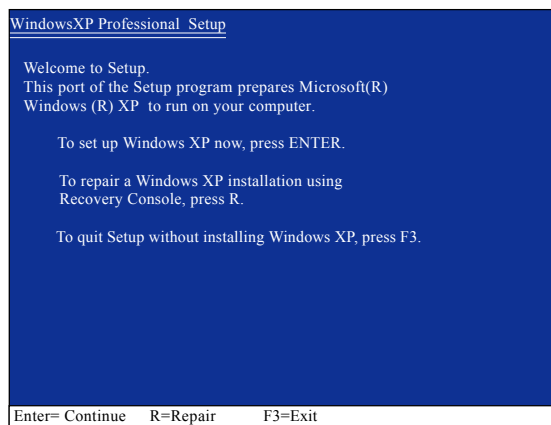 WindowsXP Professional Setup
Welcome to Setup.
This port of the Setup program prepares Microsoft(R)
Windows (R) XP to run on your computer.
To set up Windows XP now, press ENTER.
To repair a Windows XP installation using
Recovery Console, press R.
To quit Setup without installing Windows XP, press F3.
Enter= Continue R=Repair F3=Exit